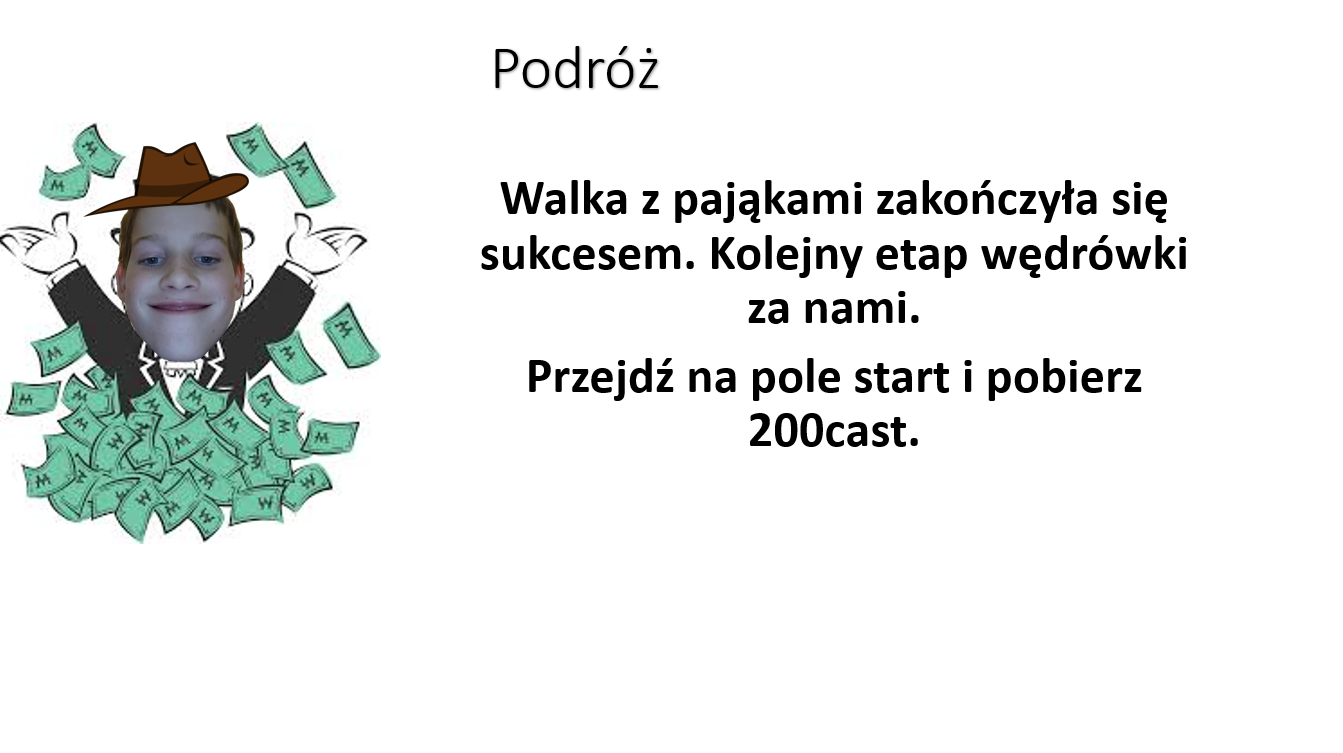 Podróż
Walka z pająkami zakończyła się
sukcesem. Kolejny etap wędrówki
za nami.
Przejdź na pole start i pobierz
200cast.